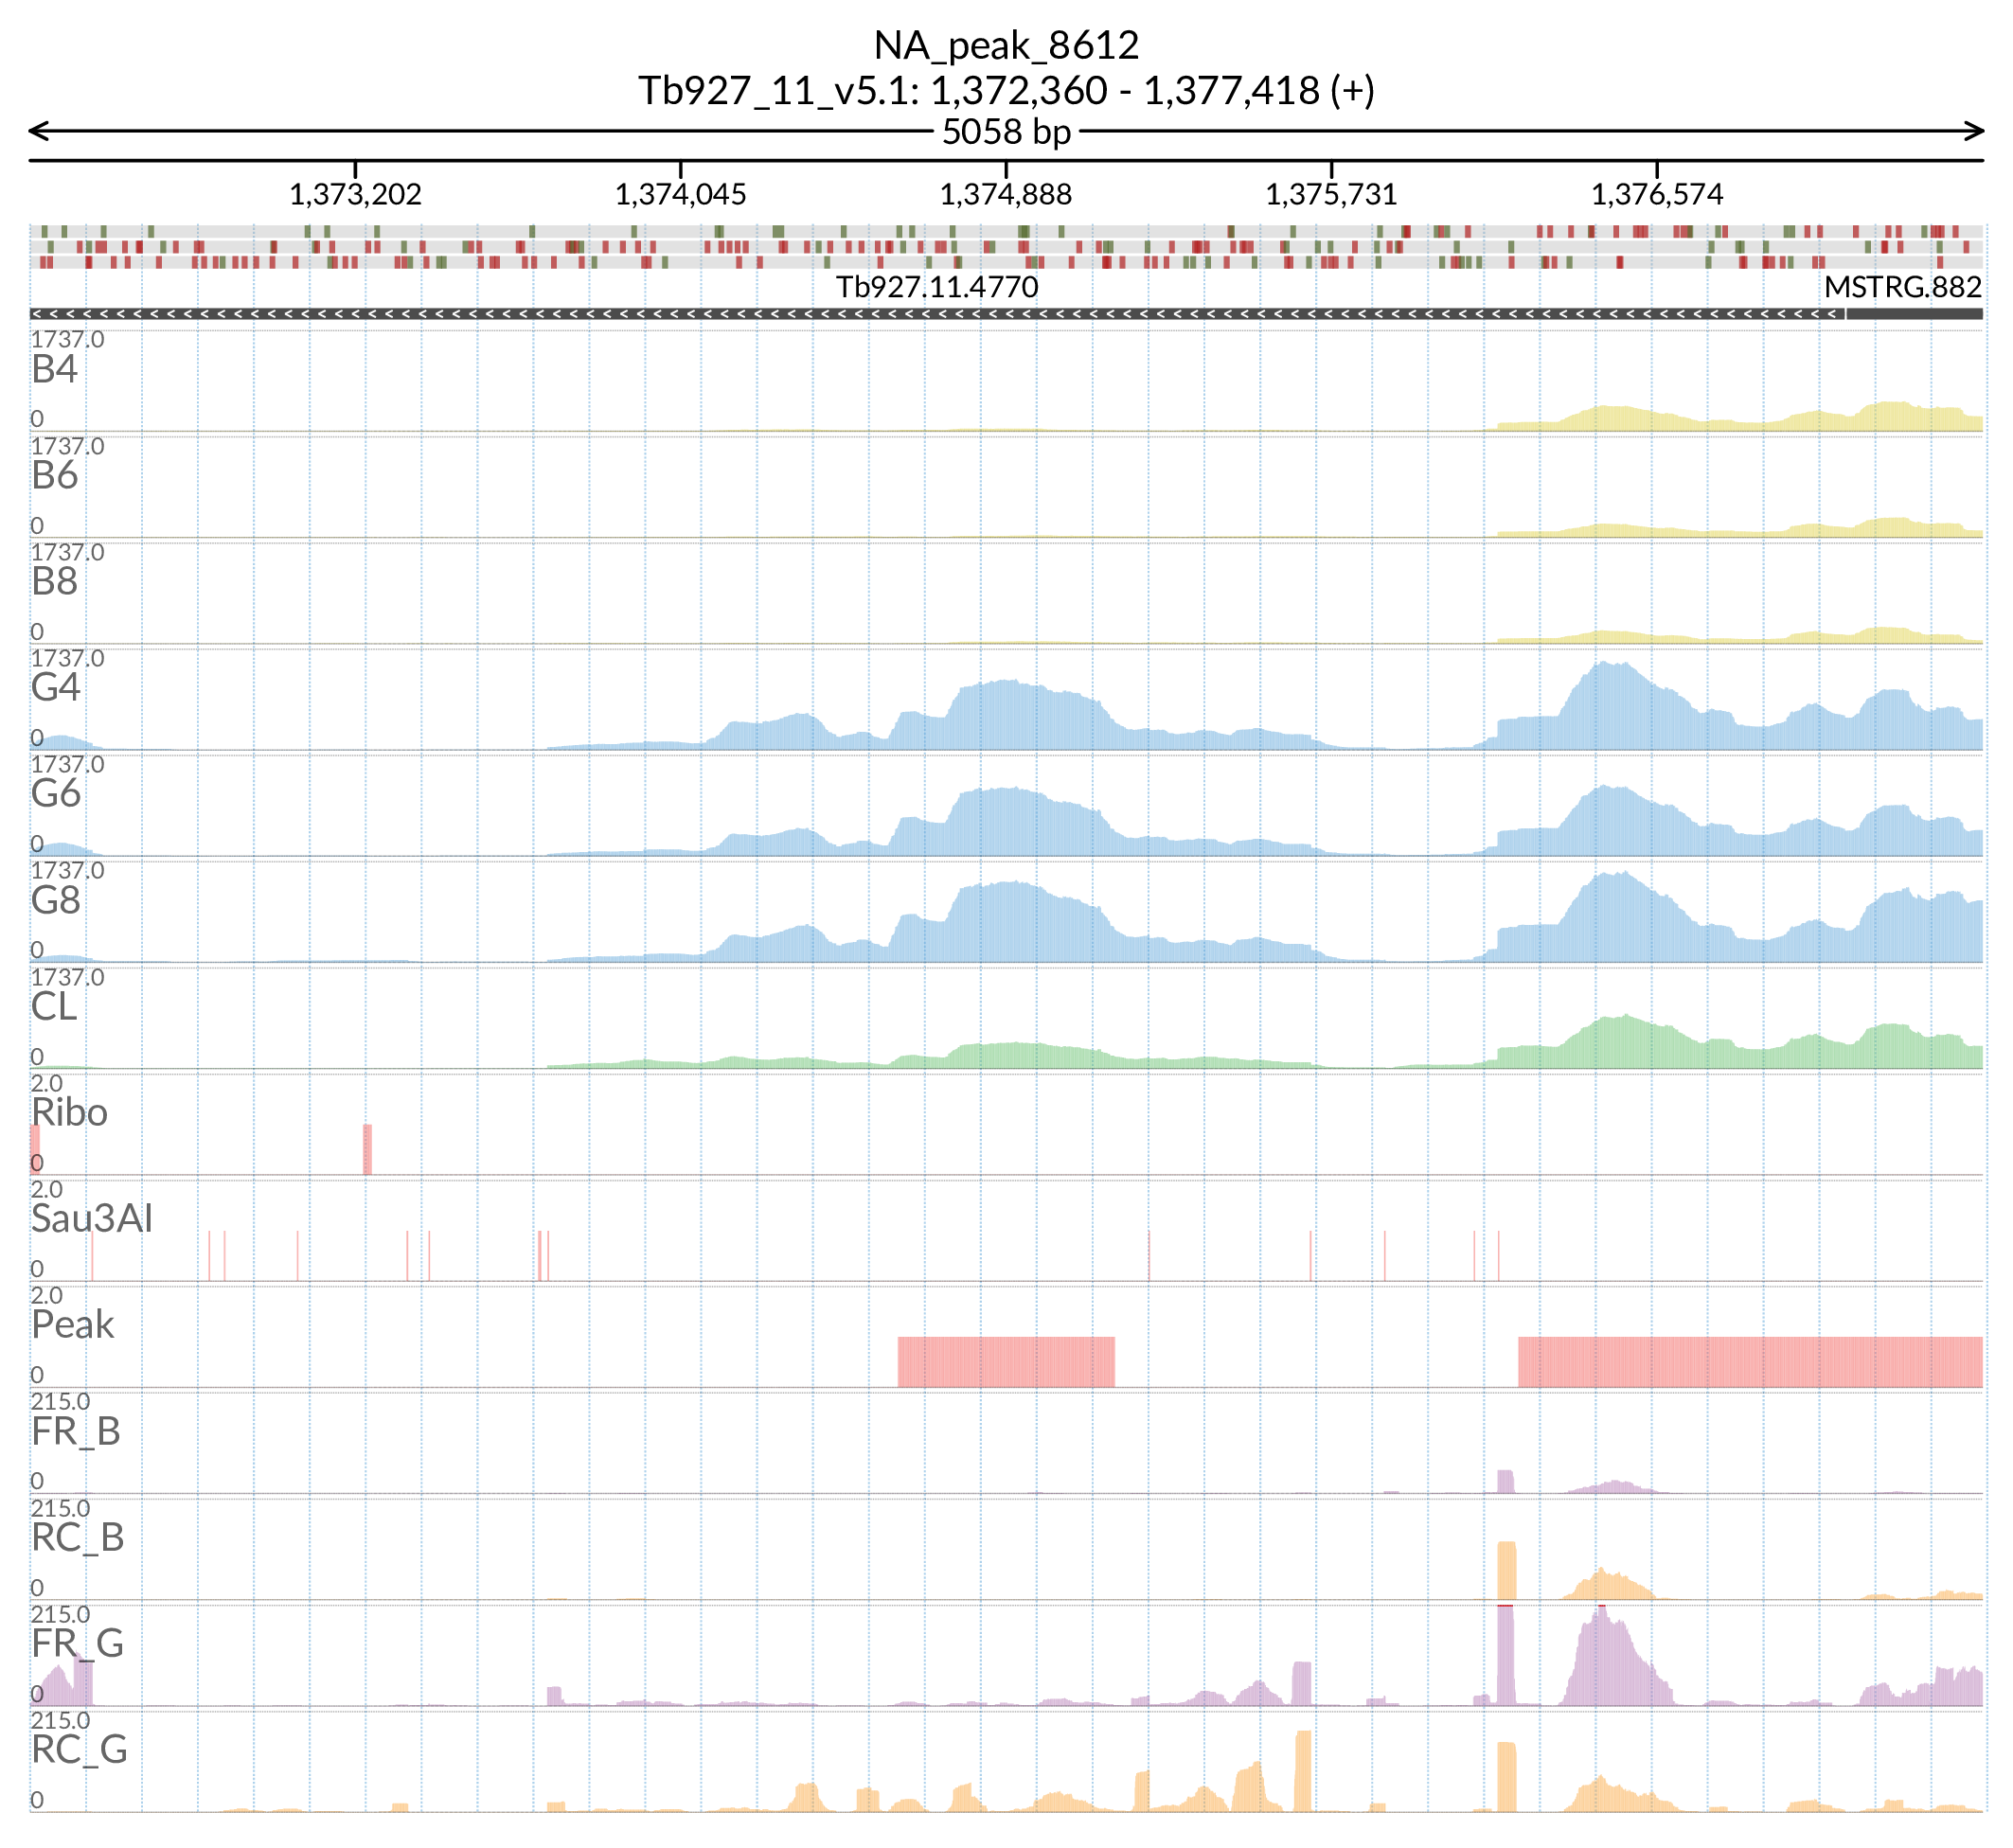 NA_peak_8612
Tb927_11_v5.1: 1,372,360 - 1,377,418 (+)
5058 bp
1,373,202 1,374,045 1,374,888 1,375,731 1,376,574
Tb927.11.4770 MSTRG.882
1737.0
B4
0
1737.0
B6
0
1737.0
B8
0
1737.0
G4
0
1737.0
G6
0
1737.0
G8
0
1737.0
CL
0
2.0
Ribo
0
2.0
Sau3AI
0
2.0
Peak
0
215.0
FR_B
0
215.0
RC_B
0
215.0
FR_G
0
215.0
RC_G
0